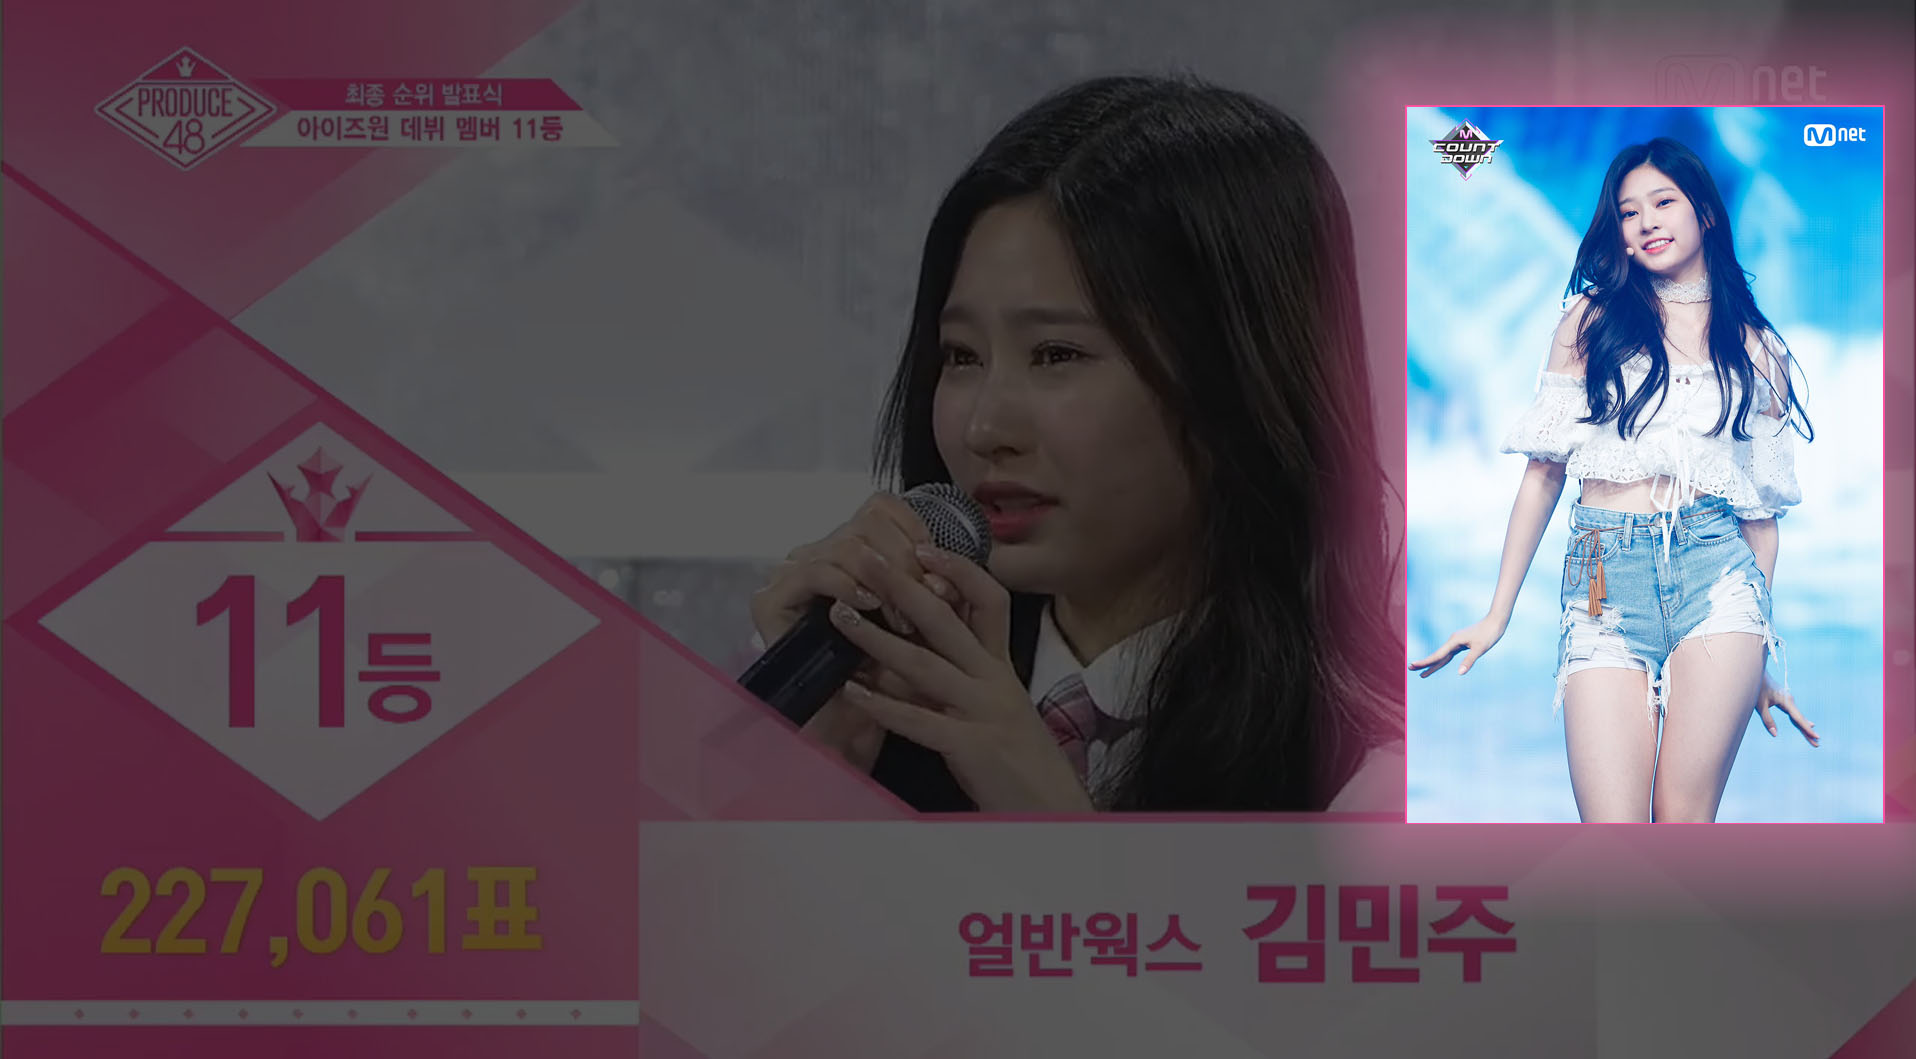 PRODUCE
48
최종 순위 발표식
아이즈원 데뷔 멤버 11등
Mnet
M
COUNT
DOWN
Mnet
11등
227,061표
얼반웍스 김민주